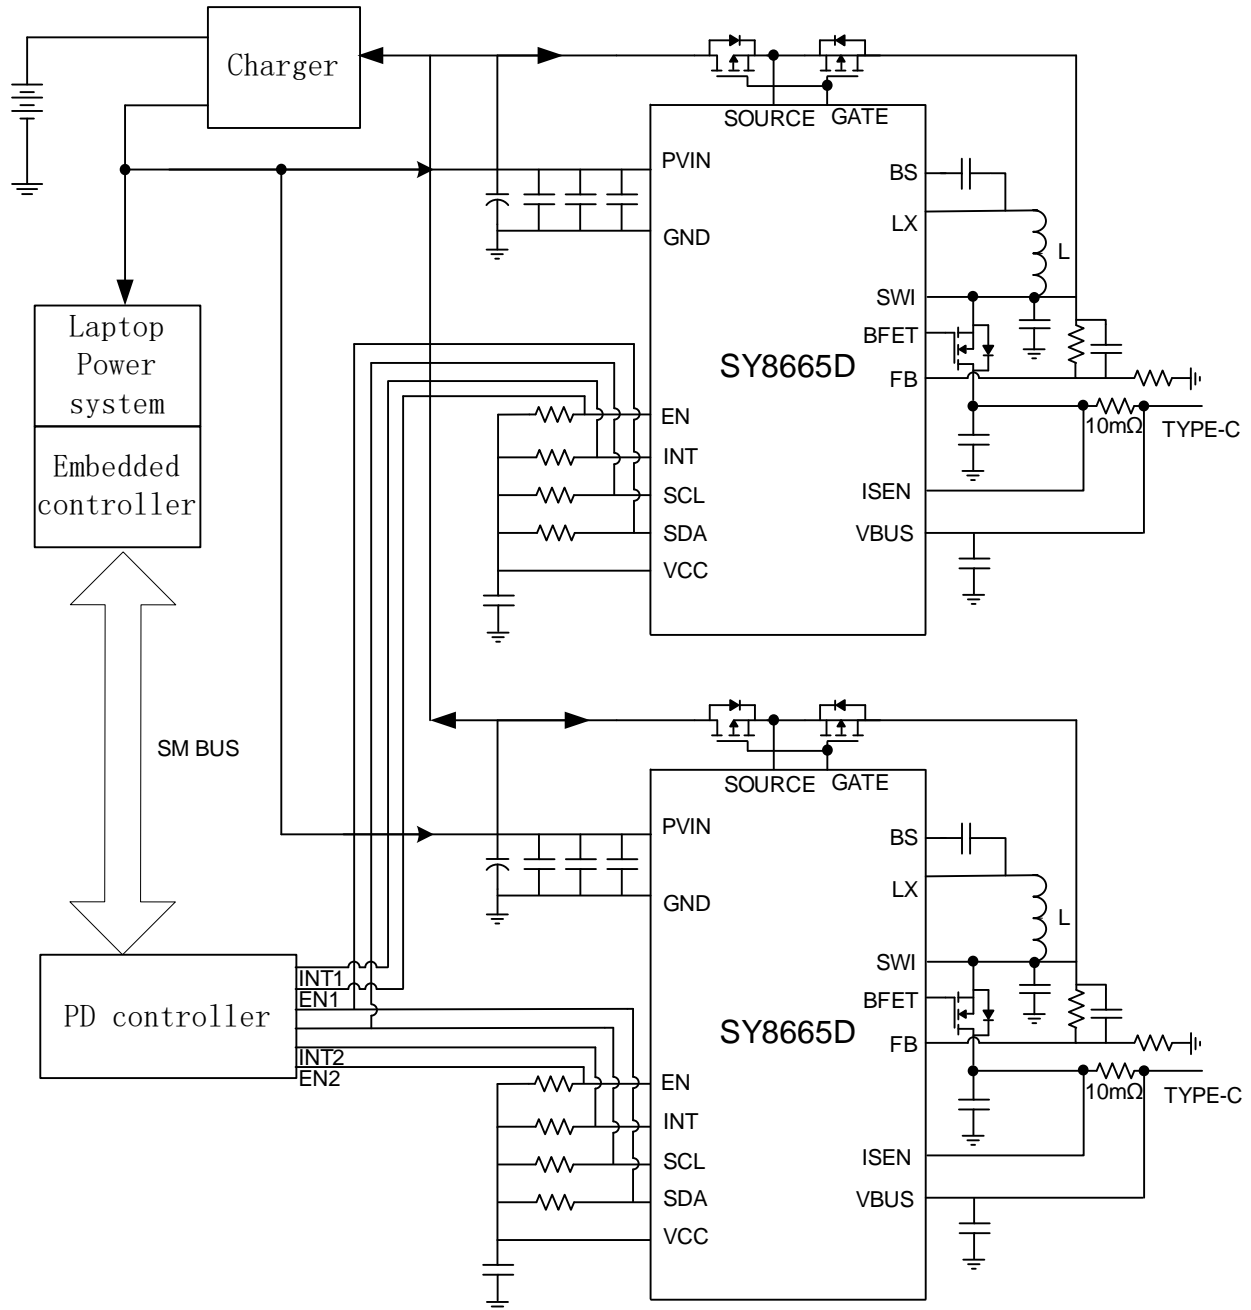 Charger
SOURCE GATE
PVIN
BS
LX
GND
L
SWI
Laptop
Power
system
BFET
SY8665D
FB
EN
10mΩ
TYPE-C
Embedded
controller
INT
SCL
ISEN
SDA
VBUS
VCC
SM BUS
SOURCE GATE
PVIN
BS
LX
GND
L
SWI
INT1
EN1
BFET
PD controller
SY8665D
FB
INT2
EN2
EN
10mΩ
TYPE-C
INT
SCL
ISEN
SDA
VBUS
VCC